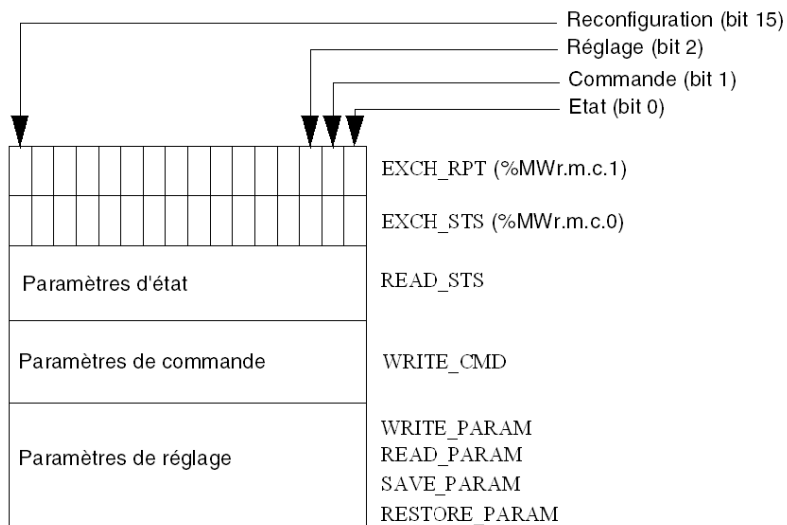 Reconfiguration (bit 15)
Réglage (bit 2)
Commande (bit 1)
Etat (bit 0)
EXCH_RPT (%MWr.m.c.1)
EXCH_STS (%MWr.m.c.0)
Paramètres d'état READ_STS
Paramètres de commande WRITE_CMD
WRITE_PARAM
Paramètres de réglage READ_PARAM
SAVE_PARAM
RESTORE_PARAM